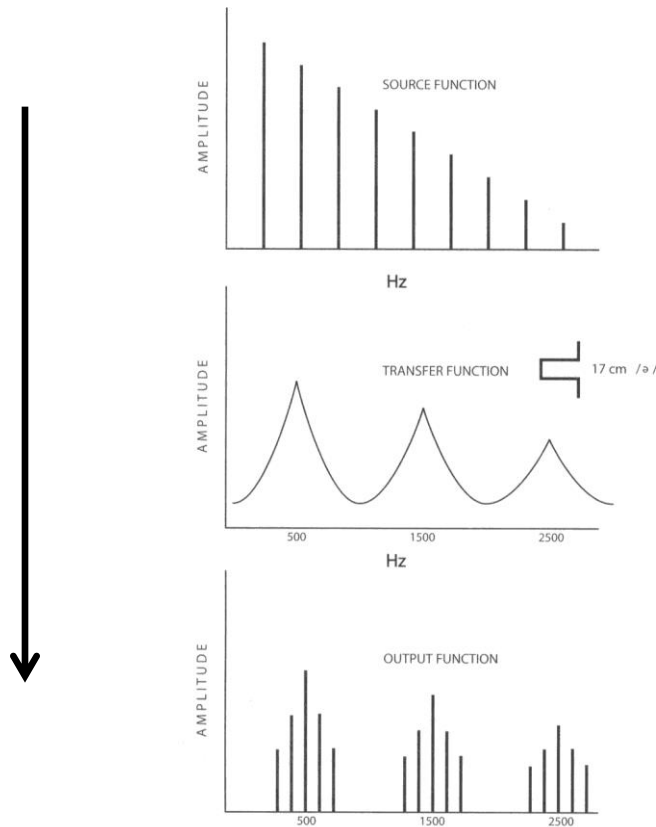 AMPLITUDE
SOURCE FUNCTION
Hz
AMPLITUDE
TRANSFER FUNCTION
17 cm /ə/
500 1500 2500
Hz
AMPLITUDE
OUTPUT FUNCTION
500 1500 2500